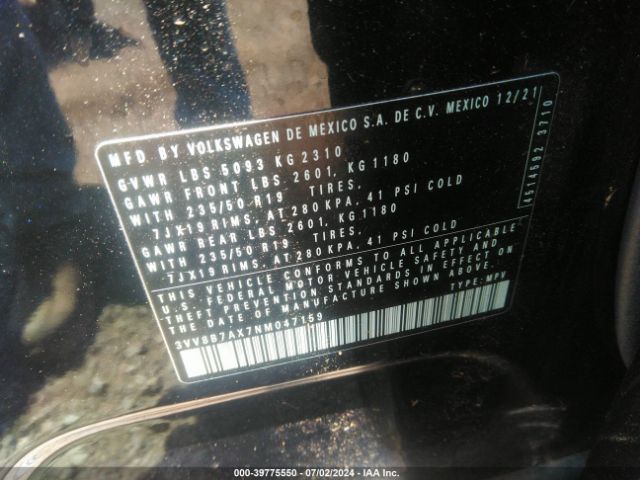 MFD. BY VOLKSWAGEN DE MEXICO S.A. DE C.V. MEXICO 12/21
GVWR LBS 5093 KG 2310
GAWR FRONT LBS 2601, KG 1180
WITH 235/50 R19 TIRES,
7JX19 RIMS, AT 280 KPA, 41 PSI COLD
GAWR REAR LBS 2601, KG 1180
WITH 235/50 R19 TIRES,
7JX19 RIMS, AT 280 KPA, 41 PSI COLD
THIS VEHICLE CONFORMS TO ALL APPLICABLE
U.S. FEDERAL MOTOR VEHICLE SAFETY AND
THEFT PREVENTION STANDARDS IN EFFECT ON
THE DATE OF MANUFACTURE SHOWN ABOVE.
3VV8B7AX7NM047159 TYPE: MPV
4514592 3710
000-39775550 - 07/02/2024 - IAA Inc.